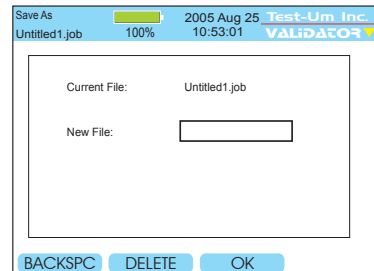 Save As 2005 Aug 25 Test-Um Inc.
Untitled1.job 100% 10:53:01 VALiDATOR
Current File: Untitled1.job
New File:
BACKSPC DELETE OK